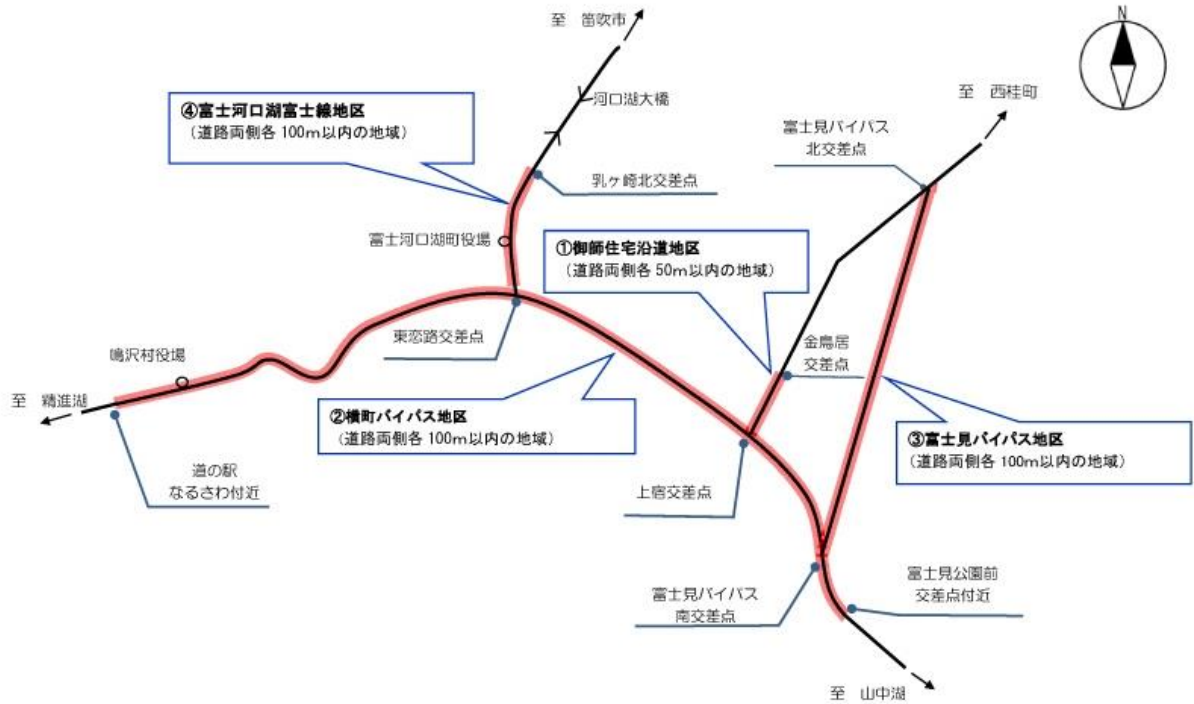 N
至 笛吹市
河口湖大橋
④富士河口湖富士線地区
(道路両側各 100m以内の地域)
至 西桂町
富士見バイパス
北交差点
乳ヶ崎北交差点
富士河口湖町役場
①御師住宅沿道地区
(道路両側各 50m以内の地域)
東恋路交差点
金鳥居
交差点
鳴沢村役場
至 精進湖
②横町バイパス地区
(道路両側各 100m以内の地域)
③富士見バイパス地区
(道路両側各 100m以内の地域)
道の駅
なるさわ付近
上宿交差点
富士見バイパス
南交差点
富士見公園前
交差点付近
至 山中湖